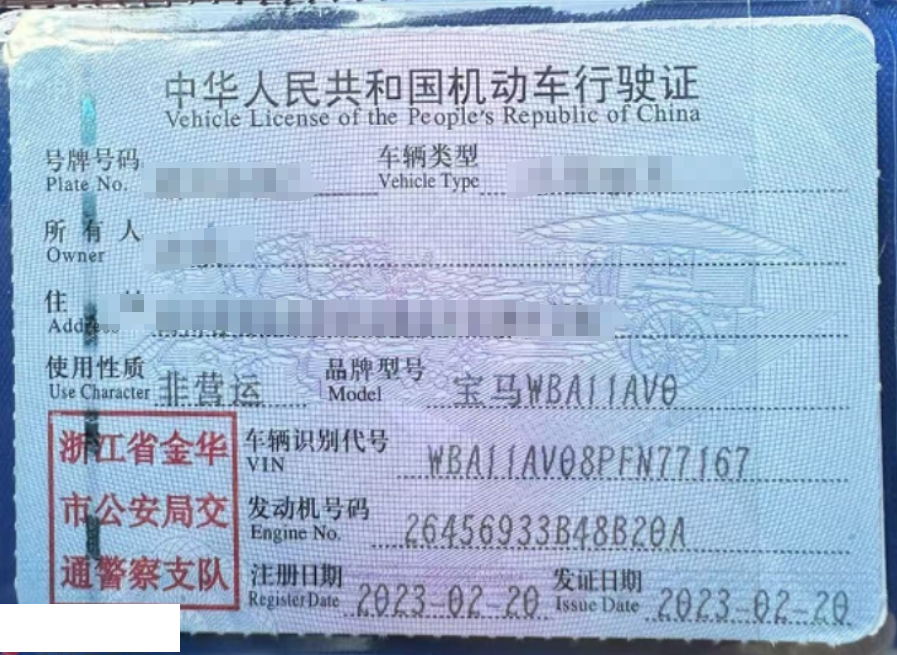 中华人民共和国机动车行驶证
Vehicle License of the People's Republic of China
号牌号码 车辆类型
Plate No. Vehicle Type
所有人
Owner
住
Address
使用性质 非营运 品牌型号 宝马WBA11AV0
Use Character Model
浙江省金华
市公安局交
通警察支队
车辆识别代号 WBA11AV08PFN77167
VIN
发动机号码 26456933B48B20A
Engine No.
注册日期 2023-02-20 发证日期 2023-02-20
Register Date Issue Date